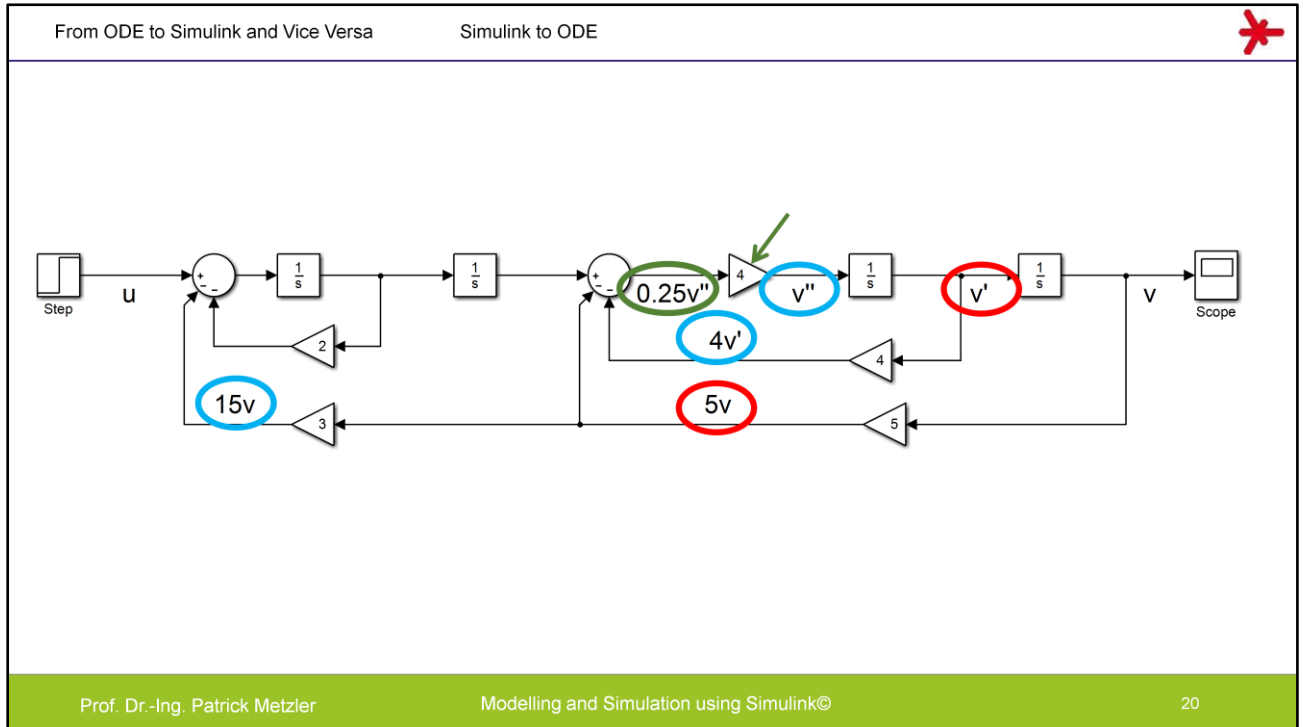 From ODE to Simulink and Vice Versa Simulink to ODE
+
-
-
1
s
1
s
+
-
-
4
1
s
1
s
Step
u
0.25v''
v''
v'
v
Scope
2
4v'
4
15v
3
5v
5
Prof. Dr.-Ing. Patrick Metzler Modelling and Simulation using Simulink© 20